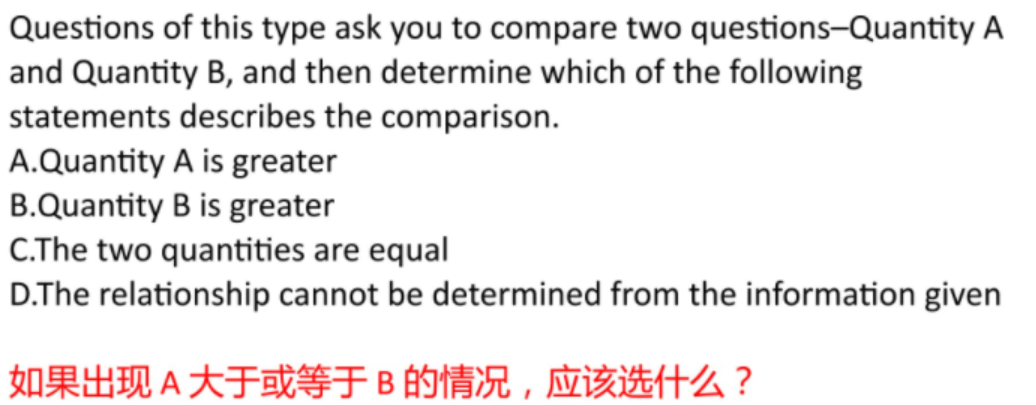 Questions of this type ask you to compare two questions–Quantity A
and Quantity B, and then determine which of the following
statements describes the comparison.
A.Quantity A is greater
B.Quantity B is greater
C.The two quantities are equal
D.The relationship cannot be determined from the information given
如果出现 A 大于或等于 B 的情况，应该选什么？